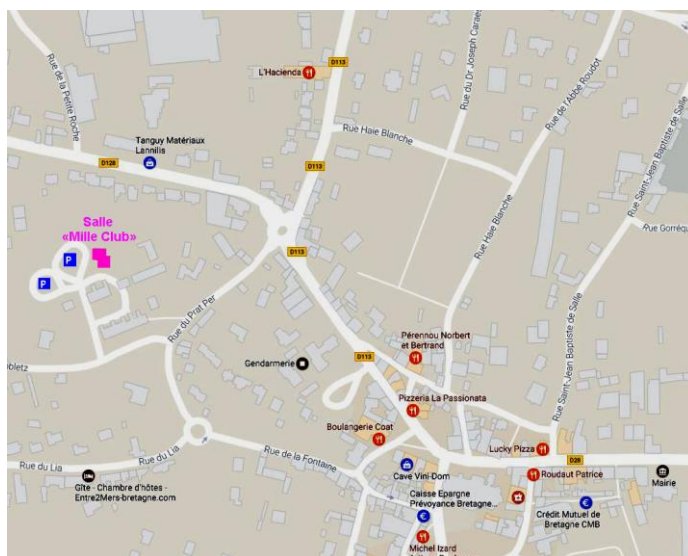 Rue de la Petite Roche
L'Hacienda
D113
Rue du Dr Joseph Caraes
Rue de l'Abbé Roudot
Rue Haie Blanche
Rue Saint-Jean Baptiste de Salle
Tanguy Matériaux
Lannilis
D128
D113
Salle
«Mille Club»
P
P
D113
Rue Haie Blanche
Rue Gorréqu
Rue du Prat Per
Pérennou Norbert
et Bertrand
D113
Gendarmerie
obletz
Rue Saint-Jean Baptiste de Salle
Pizzeria La Passionata
Boulangerie Coat
Lucky Pizza
Rue du Lia
Rue du Lia
Rue de la Fontaine
D28
Cave Vini-Dom
Roudaut Patrice
Mairie
Gîte - Chambre d'hôtes -
Entre2Mers-bretagne.com
Caisse Epargne
Prévoyance Bretagne...
€
€
Crédit Mutuel de
Bretagne CMB
Michel Izard